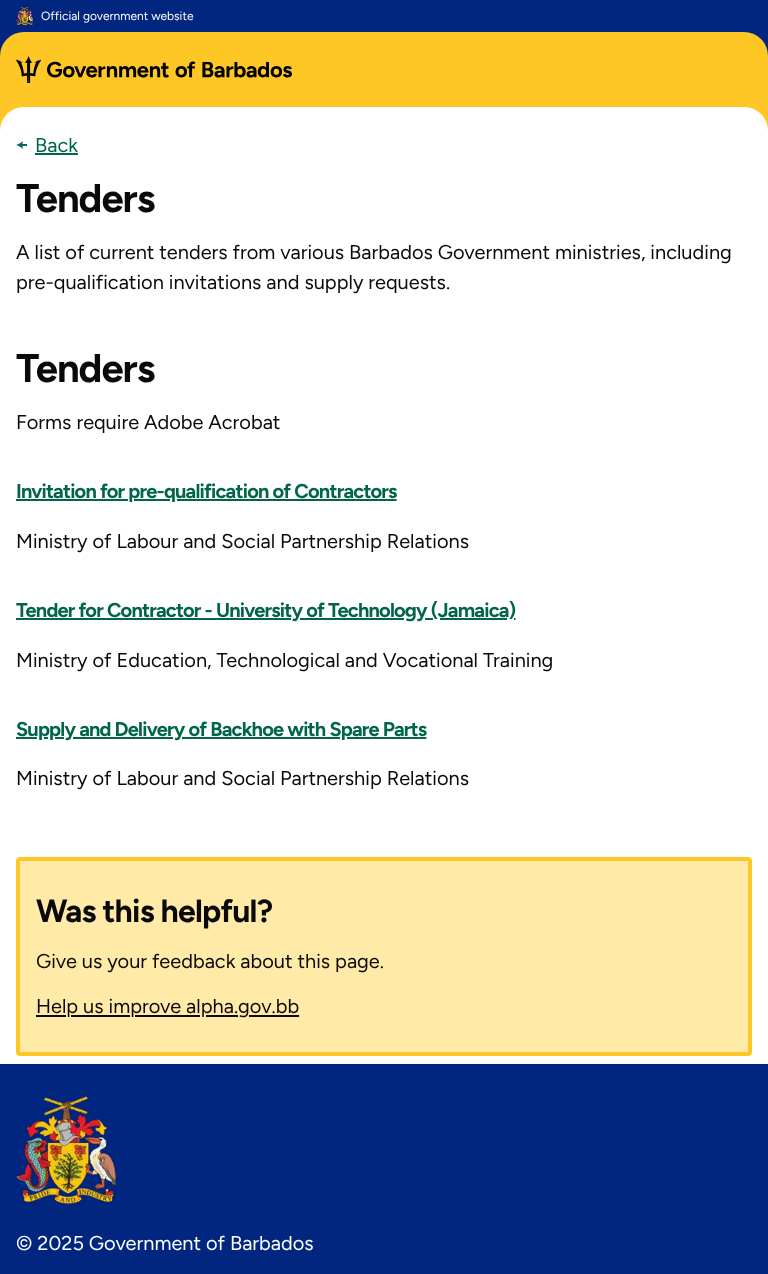 Official government website
Government of Barbados
Back
Tenders
A list of current tenders from various Barbados Government ministries, including
pre-qualification invitations and supply requests.
Tenders
Forms require Adobe Acrobat
Invitation for pre-qualification of Contractors
Ministry of Labour and Social Partnership Relations
Tender for Contractor - University of Technology (Jamaica)
Ministry of Education, Technological and Vocational Training
Supply and Delivery of Backhoe with Spare Parts
Ministry of Labour and Social Partnership Relations
Was this helpful?
Give us your feedback about this page.
Help us improve alpha.gov.bb
PRIDE AND INDUSTRY
© 2025 Government of Barbados